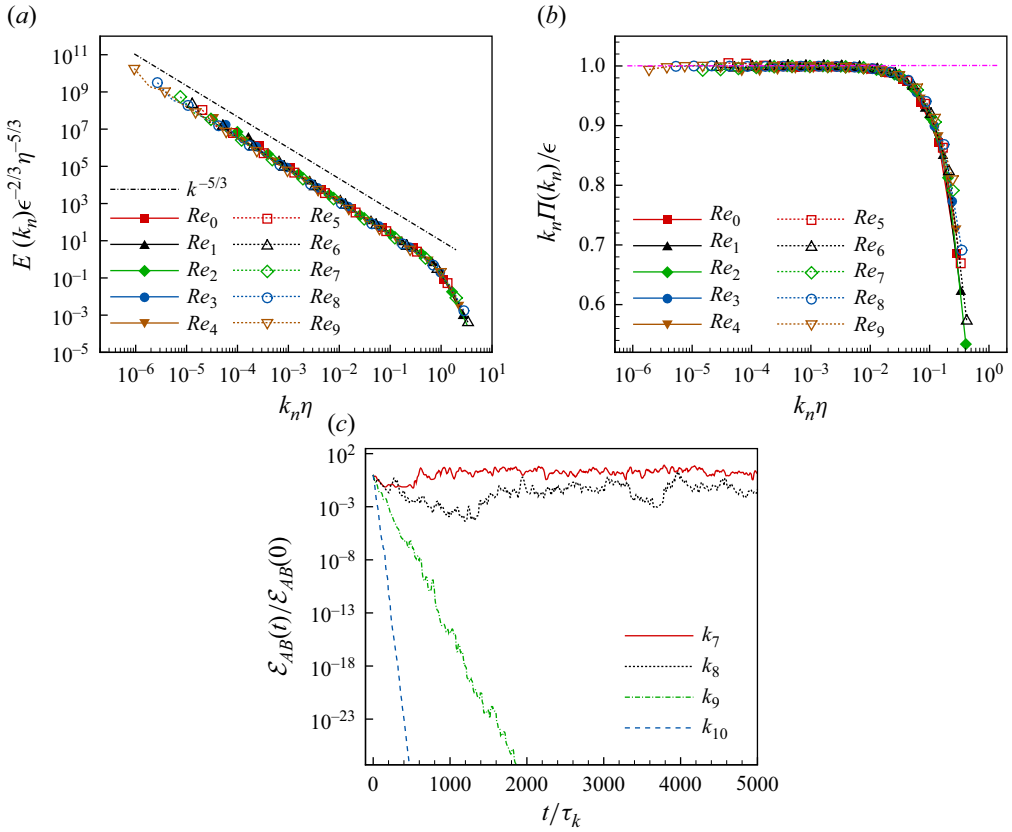 (a)
10^11
10^9
10^7
10^5
10^3
10^1
10^-1
10^-3
10^-5
E (k_n)ϵ^-2/3 η^-5/3
k^-5/3
Re_0 Re_5
Re_1 Re_6
Re_2 Re_7
Re_3 Re_8
Re_4 Re_9
10^-6 10^-5 10^-4 10^-3 10^-2 10^-1 10^0 10^1
k_n η
(b)
1.0
0.9
0.8
0.7
0.6
k_n Π(k_n)/ϵ
Re_0 Re_5
Re_1 Re_6
Re_2 Re_7
Re_3 Re_8
Re_4 Re_9
10^-6 10^-5 10^-4 10^-3 10^-2 10^-1 10^0
k_n η
(c)
10^2
10^-3
10^-8
10^-13
10^-18
10^-23
ℰ_AB(t)/ℰ_AB(0)
k_7
k_8
k_9
k_10
0 1000 2000 3000 4000 5000
t/τ_k